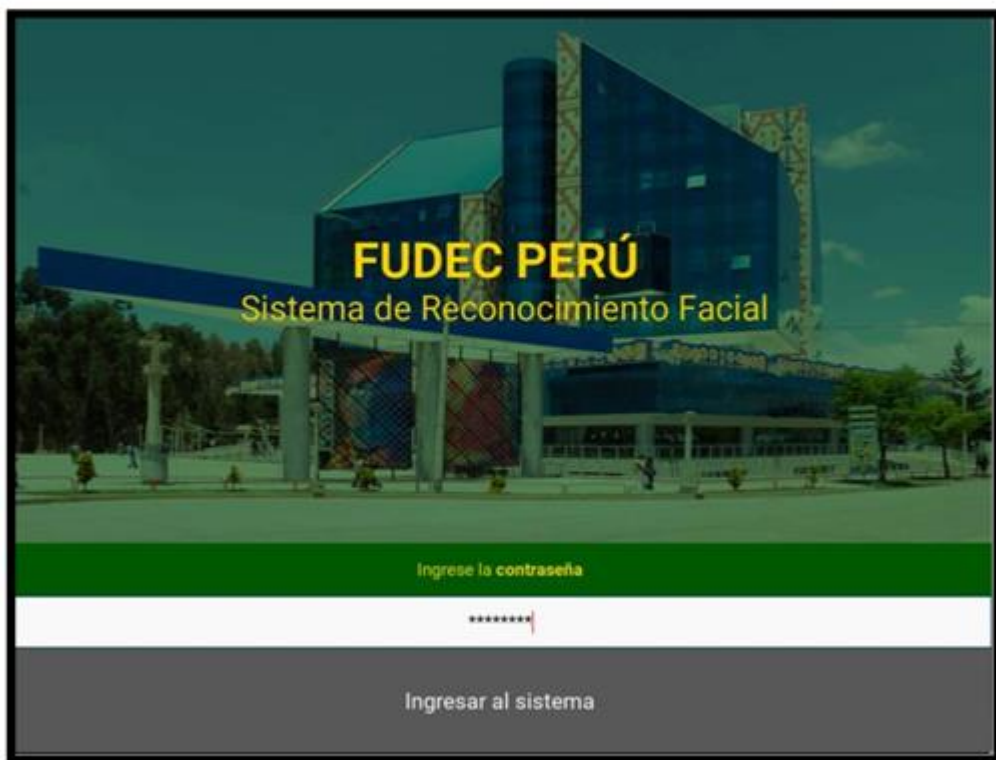 FUDEC PERÚ
Sistema de Reconocimiento Facial
Ingrese la contraseña
********
Ingresar al sistema